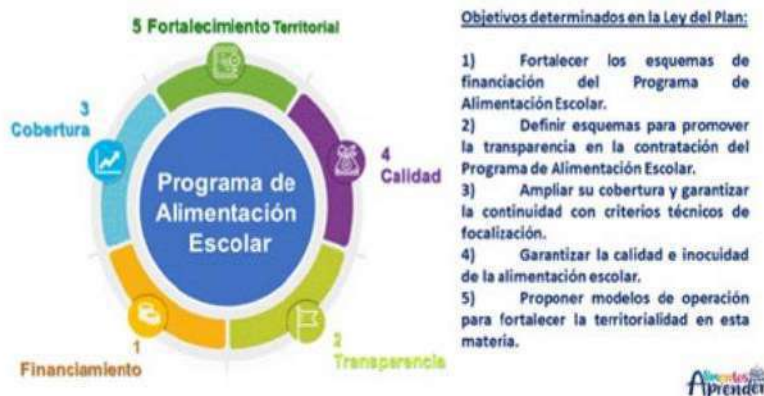 5 Fortalecimiento Territorial
3
Cobertura
4
Calidad
Programa de
Alimentación
Escolar
1
Financiamiento
2
Transparencia
Objetivos determinados en la Ley del Plan:
1) Fortalecer los esquemas de
financiación del Programa de
Alimentación Escolar.
2) Definir esquemas para promover
la transparencia en la contratación del
Programa de Alimentación Escolar.
3) Ampliar su cobertura y garantizar
la continuidad con criterios técnicos de
focalización.
4) Garantizar la calidad e inocuidad
de la alimentación escolar.
5) Proponer modelos de operación
para fortalecer la territorialidad en esta
materia.
Alimentos
Aprender